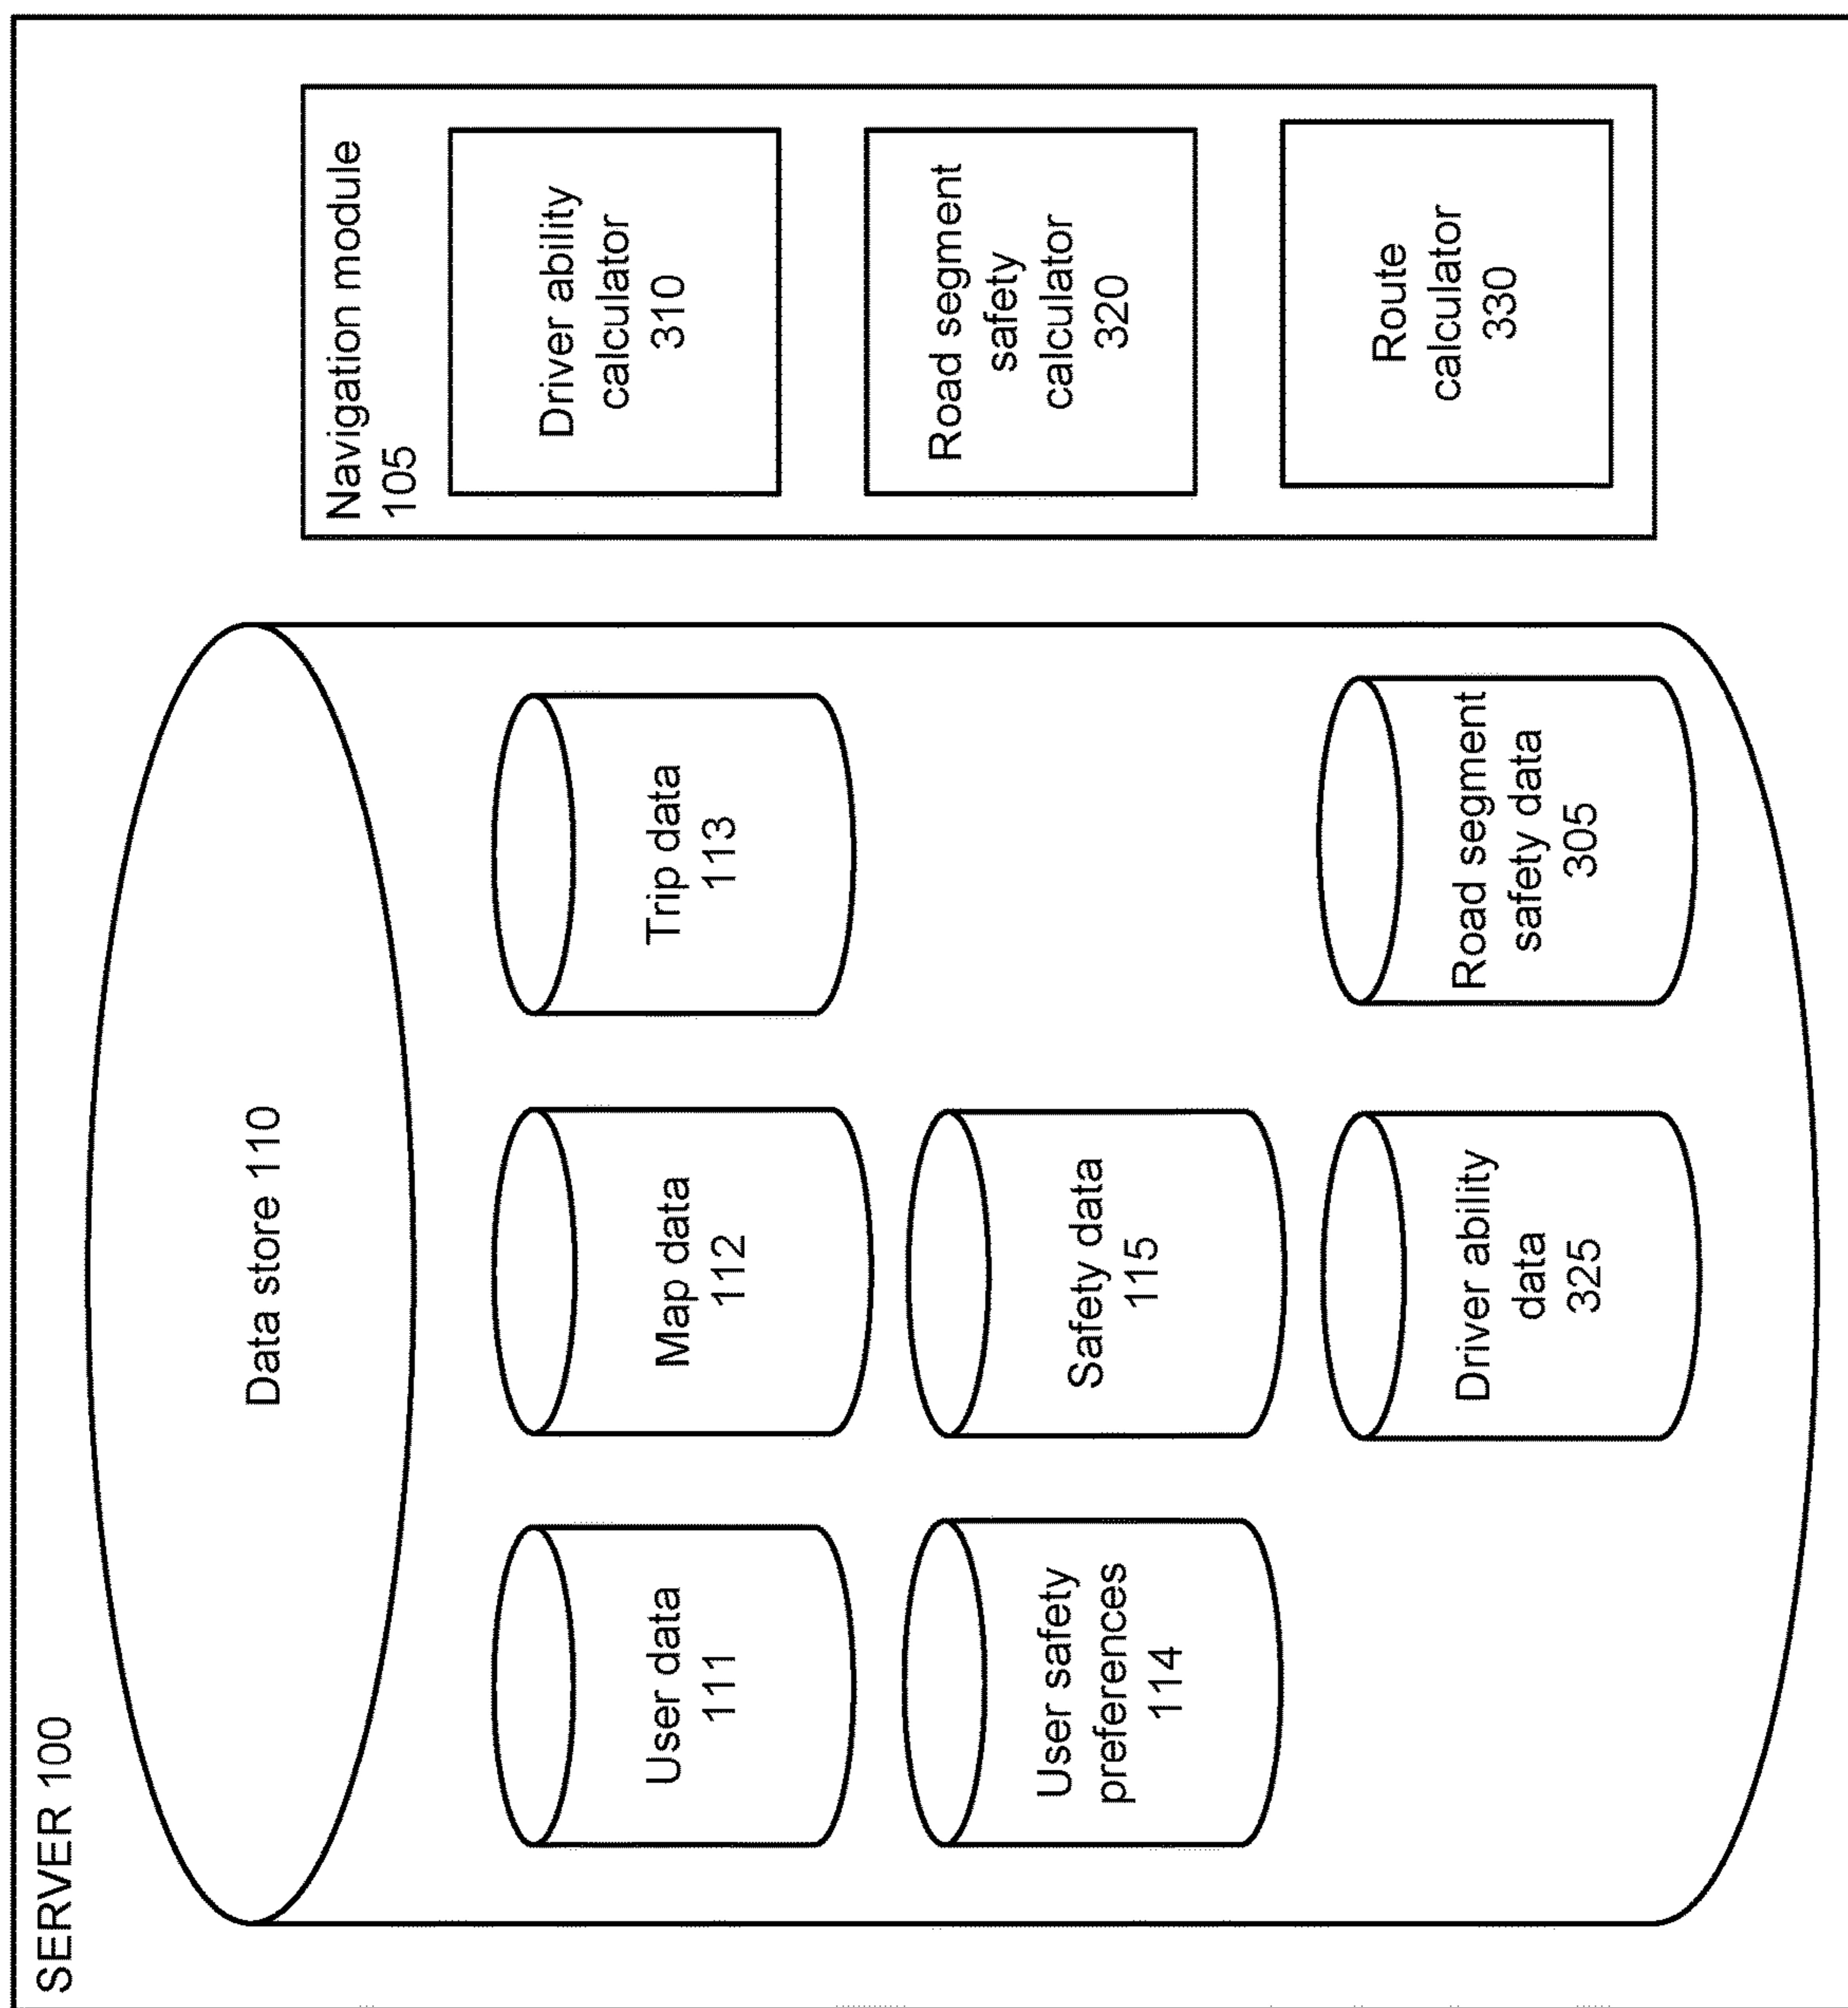 SERVER 100
Data store 110
User data
111
Map data
112
Trip data
113
User safety
preferences
114
Safety data
115
Driver ability
data
325
Road segment
safety data
305
Navigation module
105
Driver ability
calculator
310
Road segment
safety
calculator
320
Route
calculator
330